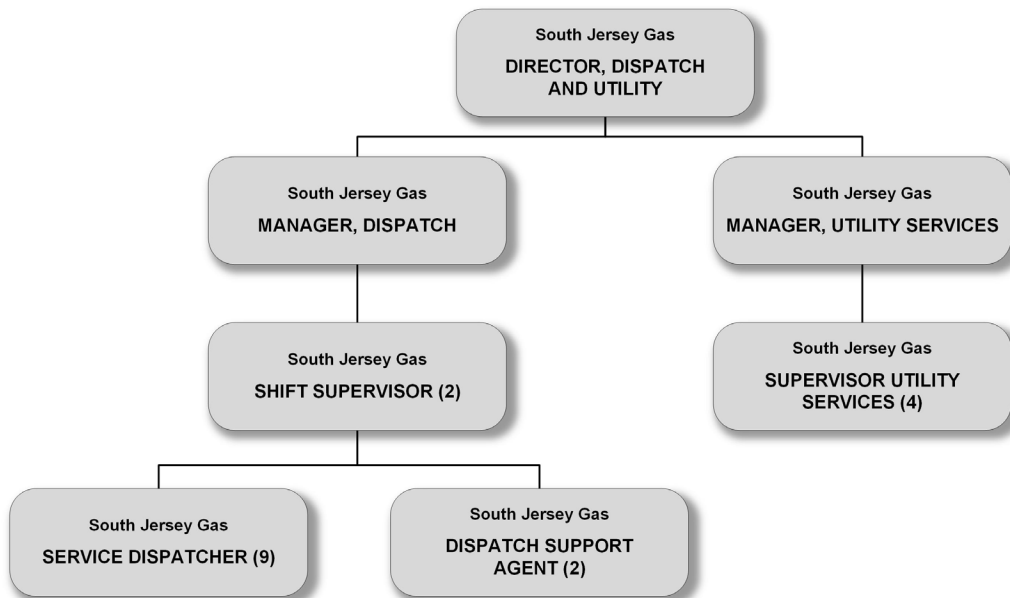 South Jersey Gas
DIRECTOR, DISPATCH
AND UTILITY
South Jersey Gas
MANAGER, DISPATCH
South Jersey Gas
MANAGER, UTILITY SERVICES
South Jersey Gas
SHIFT SUPERVISOR (2)
South Jersey Gas
SUPERVISOR UTILITY
SERVICES (4)
South Jersey Gas
SERVICE DISPATCHER (9)
South Jersey Gas
DISPATCH SUPPORT
AGENT (2)